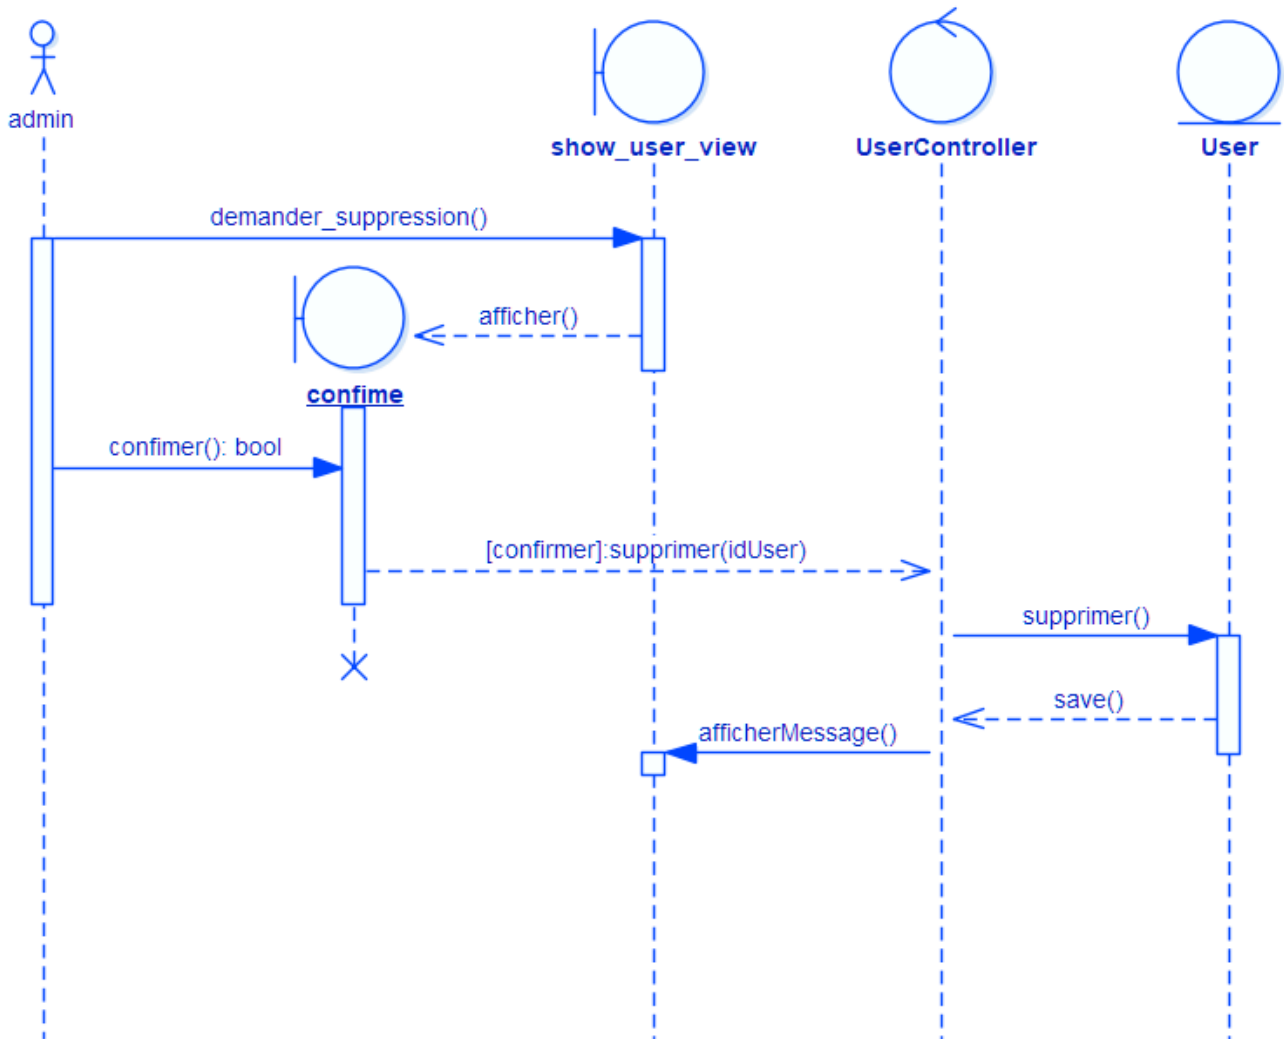 admin
show_user_view
UserController
User
demander_suppression()
afficher()
confime
confimer(): bool
[confirmer]:supprimer(idUser)
supprimer()
save()
afficherMessage()